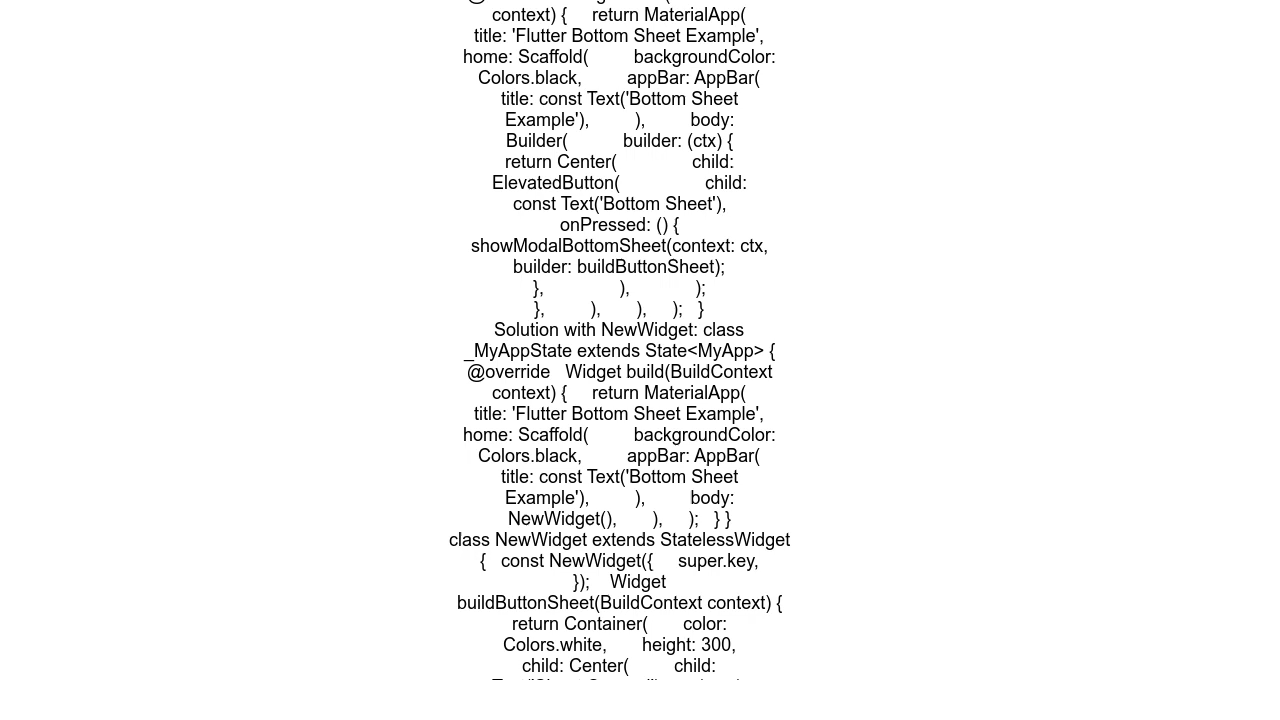 context) {     return MaterialApp(
title: 'Flutter Bottom Sheet Example',
home: Scaffold(         backgroundColor:
Colors.black,         appBar: AppBar(
title: const Text('Bottom Sheet
Example'),         ),         body:
Builder(           builder: (ctx) {
return Center(               child:
ElevatedButton(                 child:
const Text('Bottom Sheet'),
onPressed: () {
showModalBottomSheet(context: ctx,
builder: buildButtonSheet);
},               ),             );
},         ),       ),     );   }
Solution with NewWidget: class
_MyAppState extends State<MyApp> {
@override   Widget build(BuildContext
context) {     return MaterialApp(
title: 'Flutter Bottom Sheet Example',
home: Scaffold(         backgroundColor:
Colors.black,         appBar: AppBar(
title: const Text('Bottom Sheet
Example'),         ),         body:
NewWidget(),       ),     );   } }
class NewWidget extends StatelessWidget
{   const NewWidget({     super.key,
});    Widget
buildButtonSheet(BuildContext context) {
return Container(       color:
Colors.white,       height: 300,
child: Center(         child: